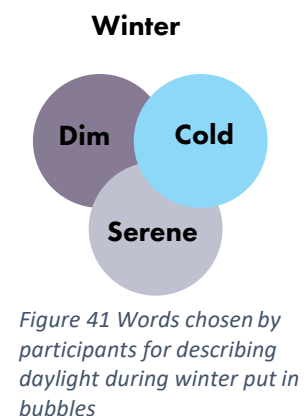 Winter
Dim
Cold
Serene
Figure 41 Words chosen by
participants for describing
daylight during winter put in
bubbles